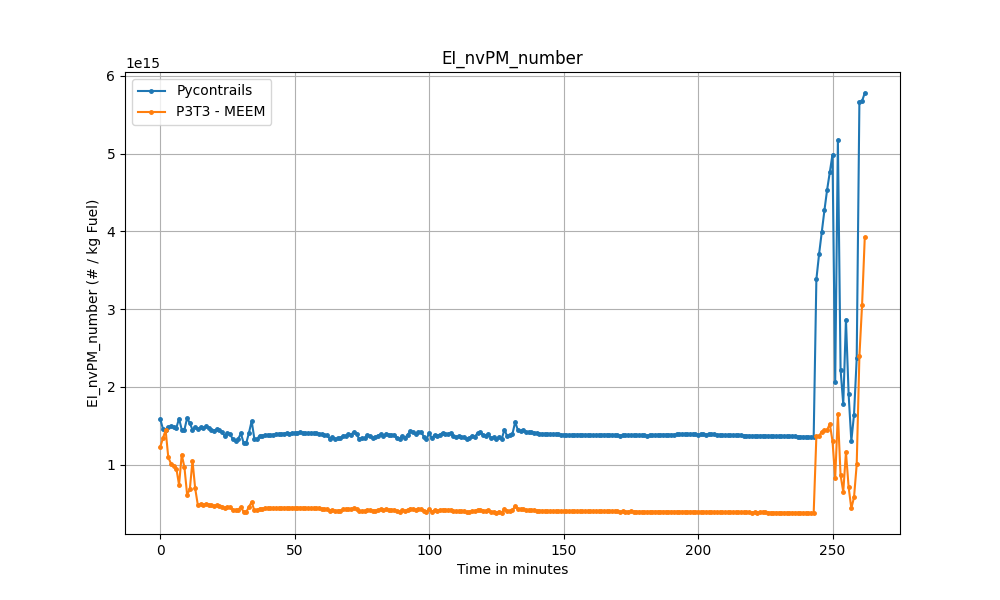 EI_nvPM_number
1e15
6
5
4
3
2
1
EI_nvPM_number (# / kg Fuel)
Pycontrails
P3T3 - MEEM
0 50 100 150 200 250
Time in minutes